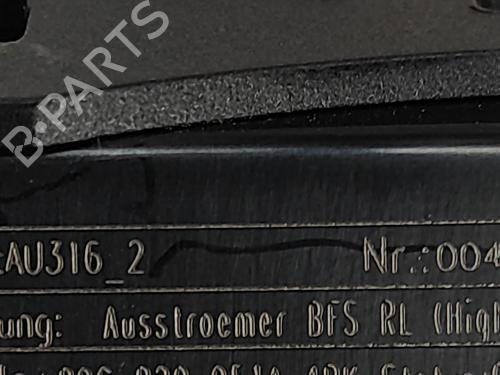 B-PARTS
AU316_2 Nr.:004
ung: Ausstroemer BFS RL (High